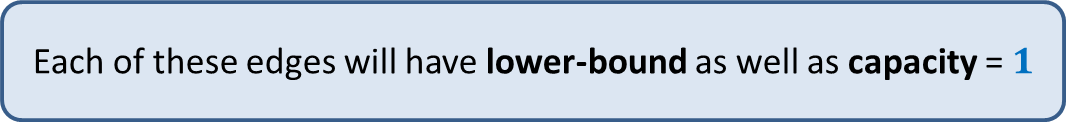 Each of these edges will have lower-bound as well as capacity = 1